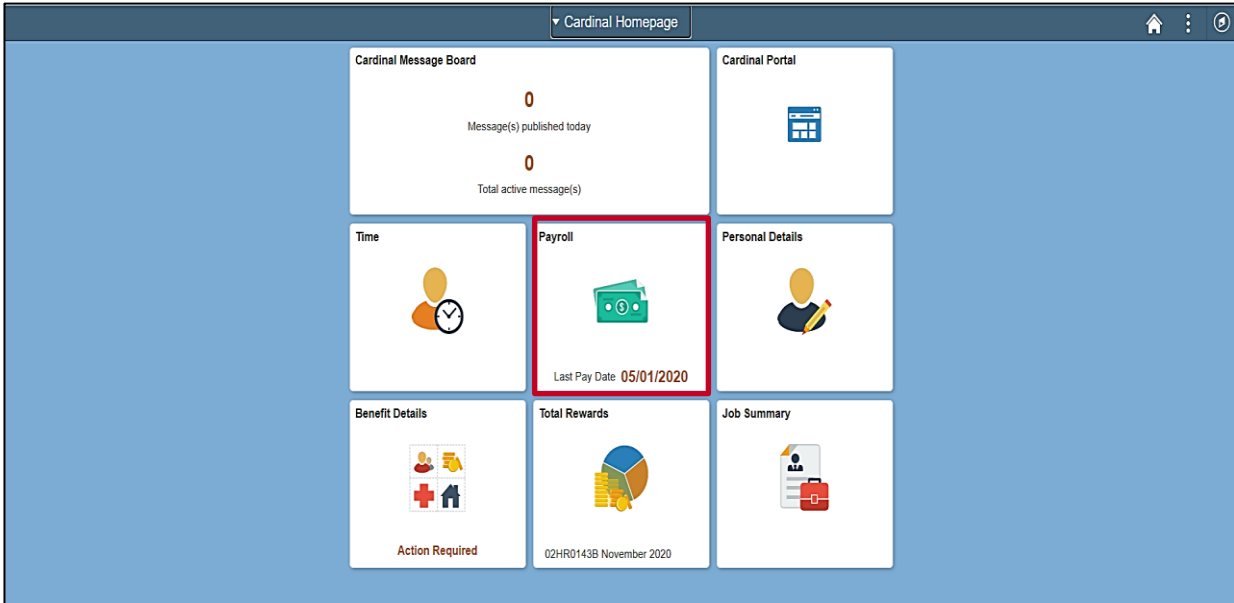 Cardinal Homepage
Cardinal Message Board
0
Message(s) published today
0
Total active message(s)
Cardinal Portal
Time
Payroll
Last Pay Date 05/01/2020
Personal Details
Benefit Details
Action Required
Total Rewards
02HR0143B November 2020
Job Summary